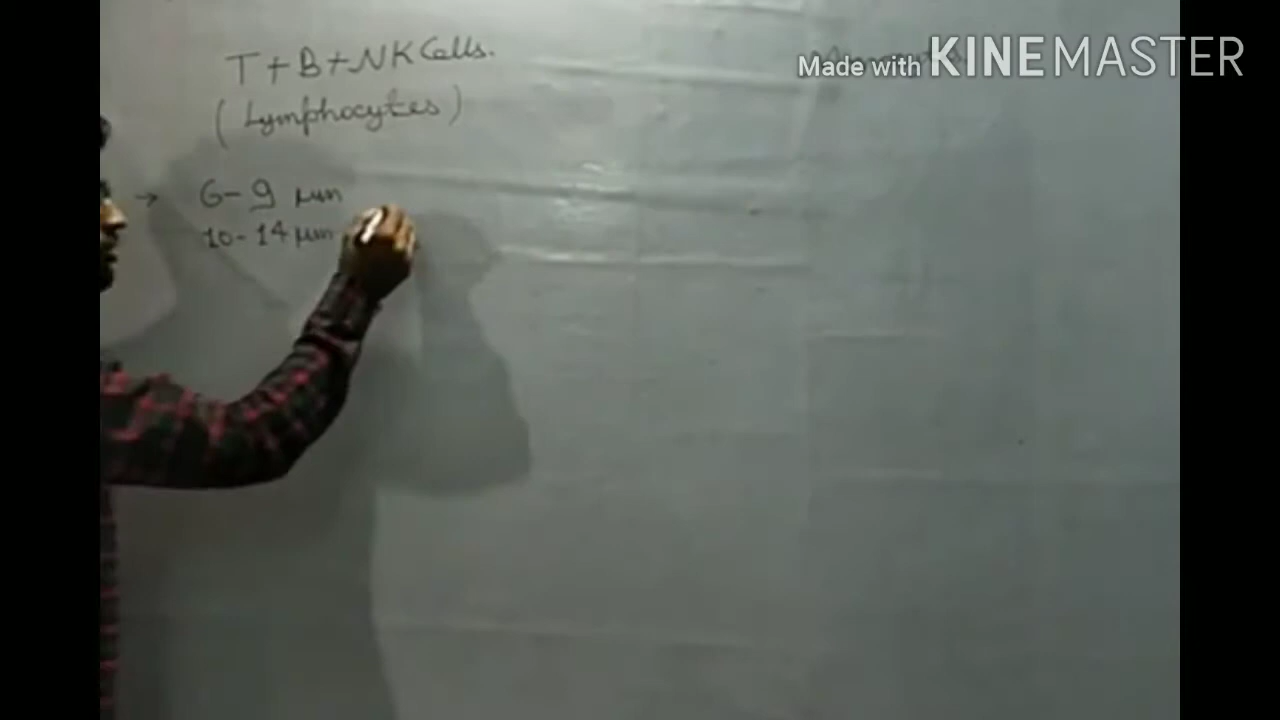 T+B+NK Cells.
(Lymphocytes)
→ 6-9 μm
10-14 μm
Made with KINEMASTER